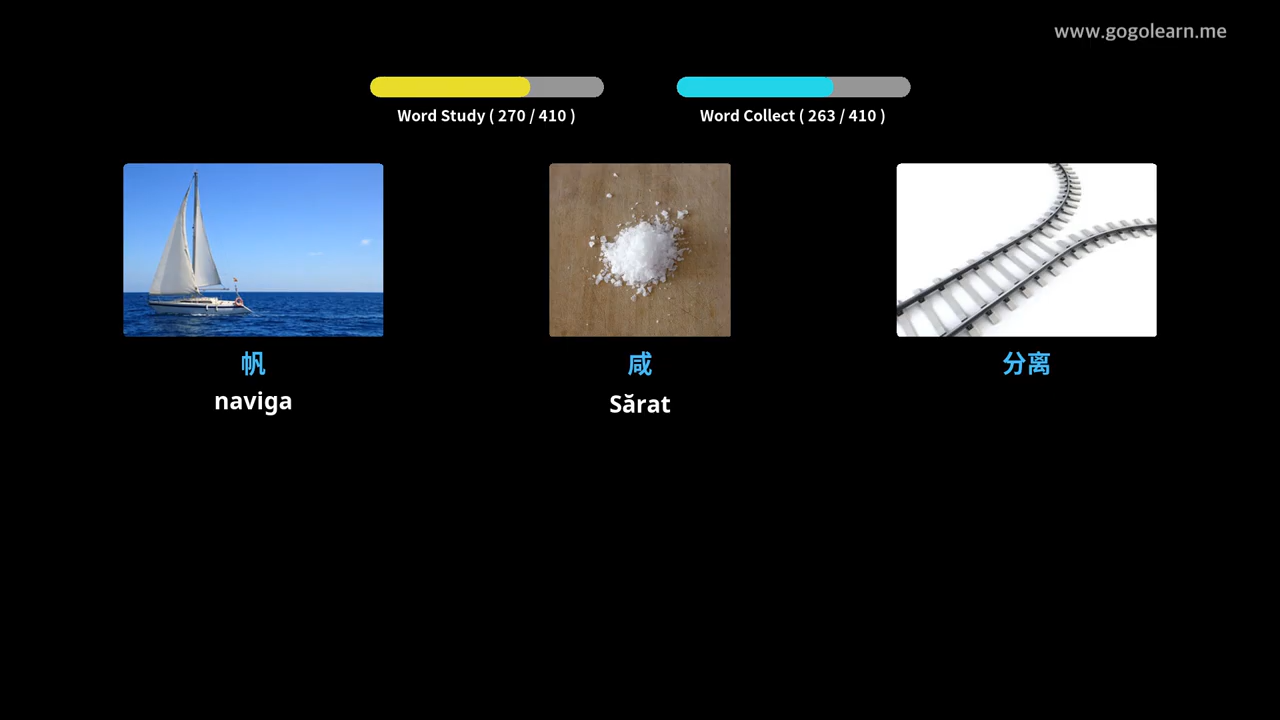 www.gogolearn.me
Word Study ( 270 / 410 )
Word Collect ( 263 / 410 )
帆
咸
分离
naviga
Sărat